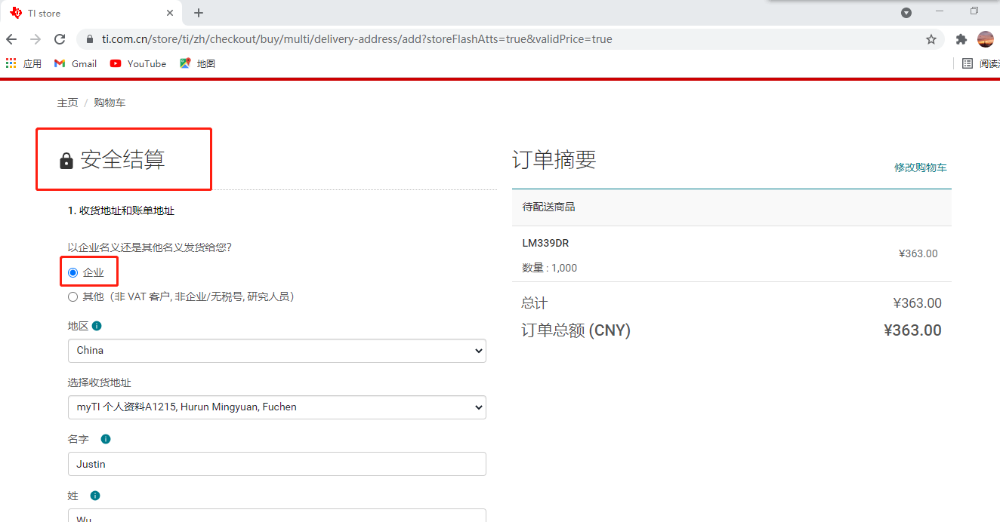 TI store
ti.com.cn/store/ti/zh/checkout/buy/multi/delivery-address/add?storeFlashAtts=true&validPrice=true
应用 Gmail YouTube 地图 阅读
主页 / 购物车
安全结算
1. 收货地址和账单地址
以企业名义还是其他名义发货给您?
企业
其他（非 VAT 客户, 非企业/无税号, 研究人员）
地区
China
选择收货地址
myTI 个人资料A1215, Hurun Mingyuan, Fuchen
名字
Justin
姓
Wu
订单摘要
修改购物车
待配送商品
LM339DR
¥363.00
数量 : 1,000
总计 ¥363.00
订单总额 (CNY) ¥363.00